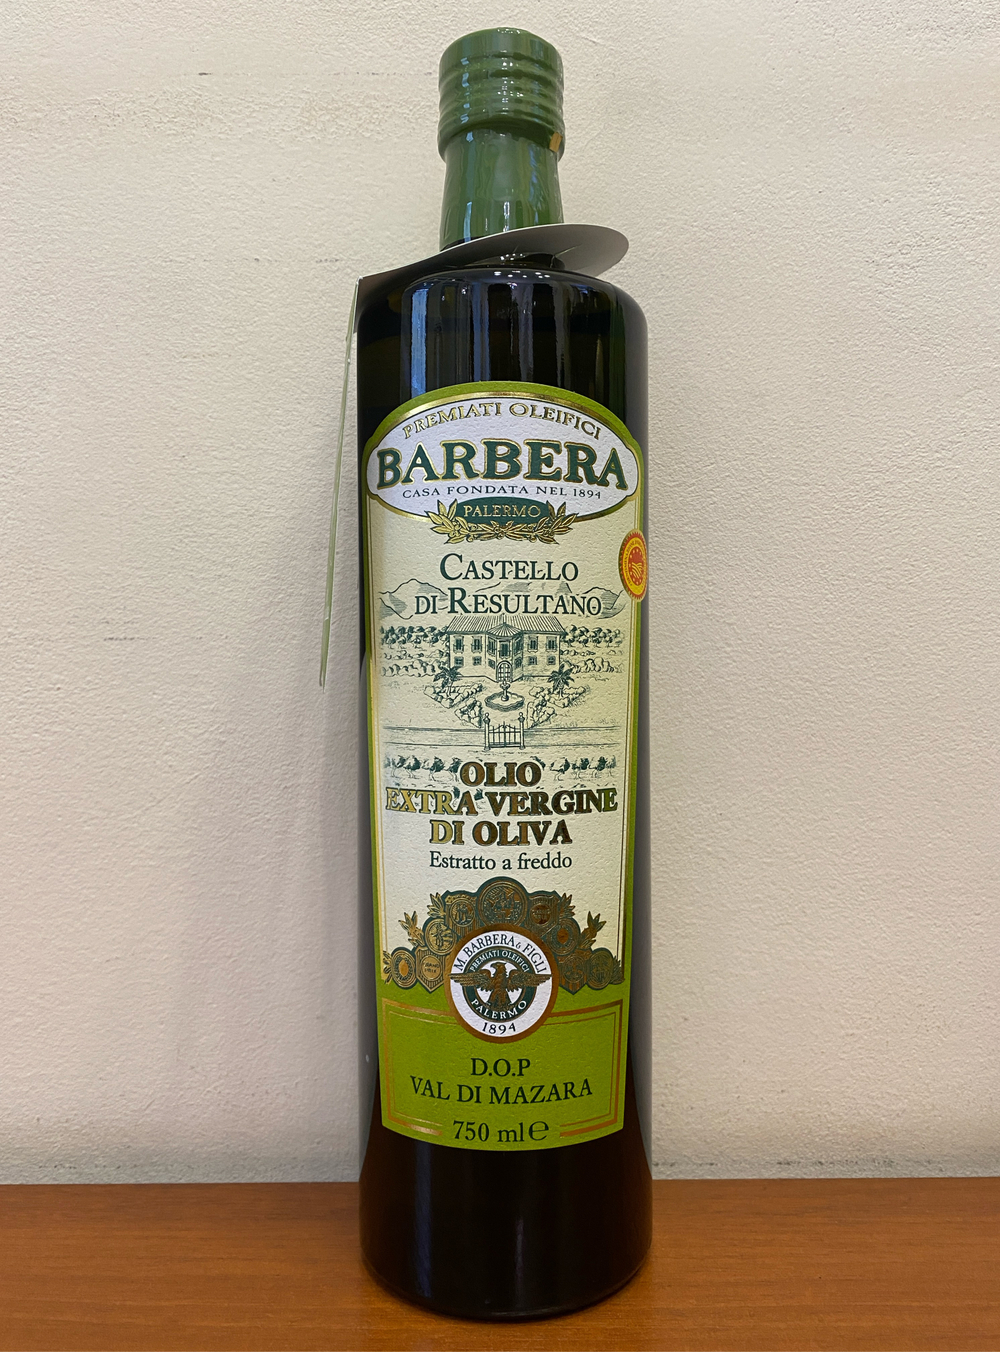 PREMIATI OLEIFICI
BARBERA
CASA FONDATA NEL 1894
PALERMO
CASTELLO
DI RESULTANO
OLIO
EXTRA VERGINE
DI OLIVA
Estratto a freddo
M. BARBERA & FIGLI
PREMIATI OLEIFICI
PALERMO
1894
D.O.P
VAL DI MAZARA
750 ml ℮